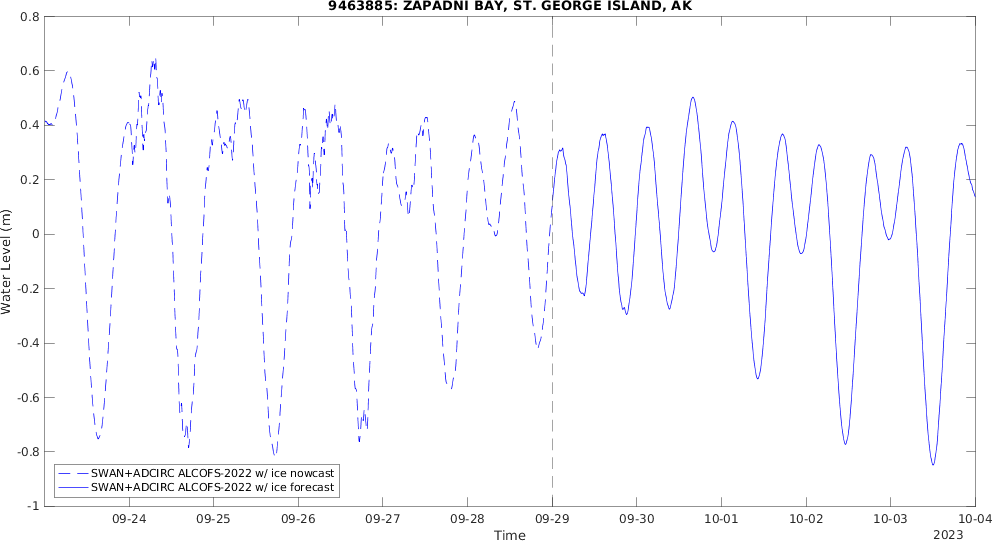 9463885: ZAPADNI BAY, ST. GEORGE ISLAND, AK
0.8
0.6
0.4
0.2
0
-0.2
-0.4
-0.6
-0.8
-1
Water Level (m)
SWAN+ADCIRC ALCOFS-2022 w/ ice nowcast
SWAN+ADCIRC ALCOFS-2022 w/ ice forecast
09-24 09-25 09-26 09-27 09-28 09-29 09-30 10-01 10-02 10-03 10-04
Time
2023